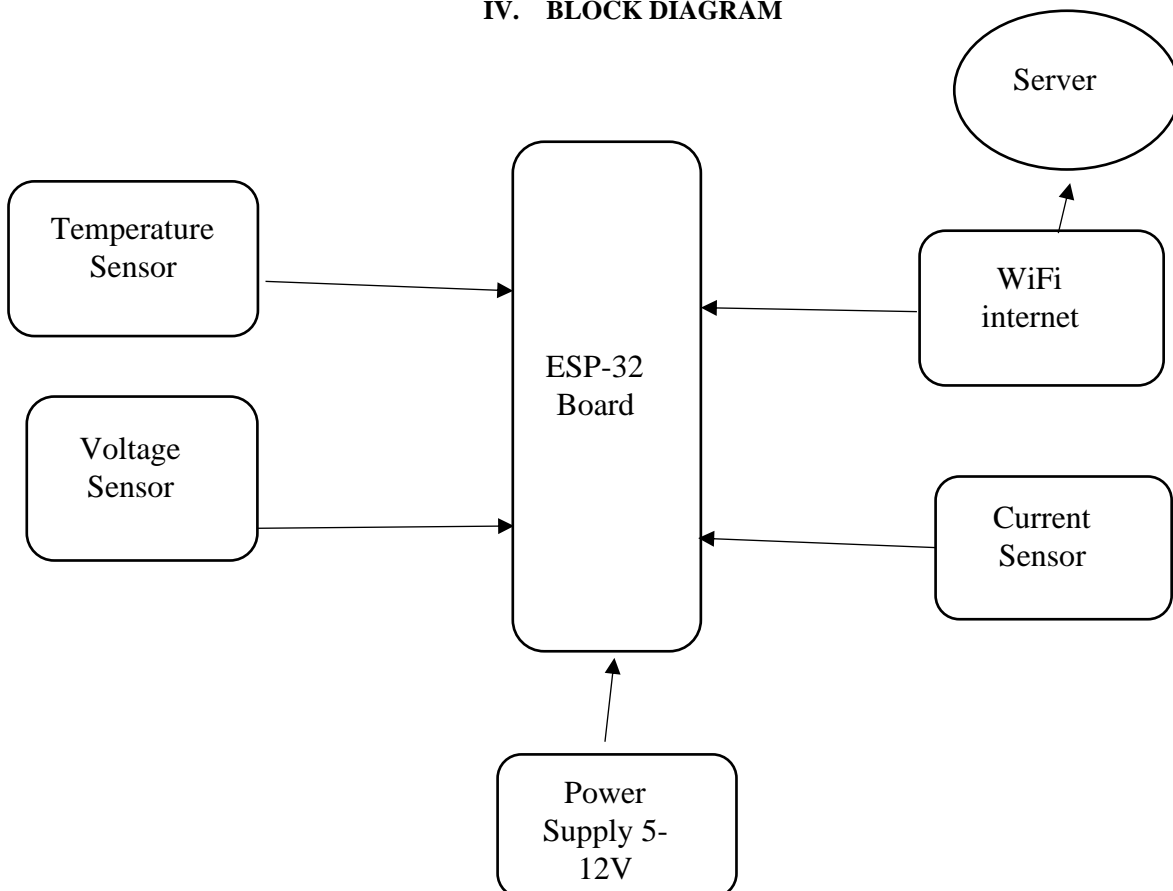 IV. BLOCK DIAGRAM
Server
Temperature
Sensor
WiFi
internet
ESP-32
Board
Voltage
Sensor
Current
Sensor
Power
Supply 5-
12V